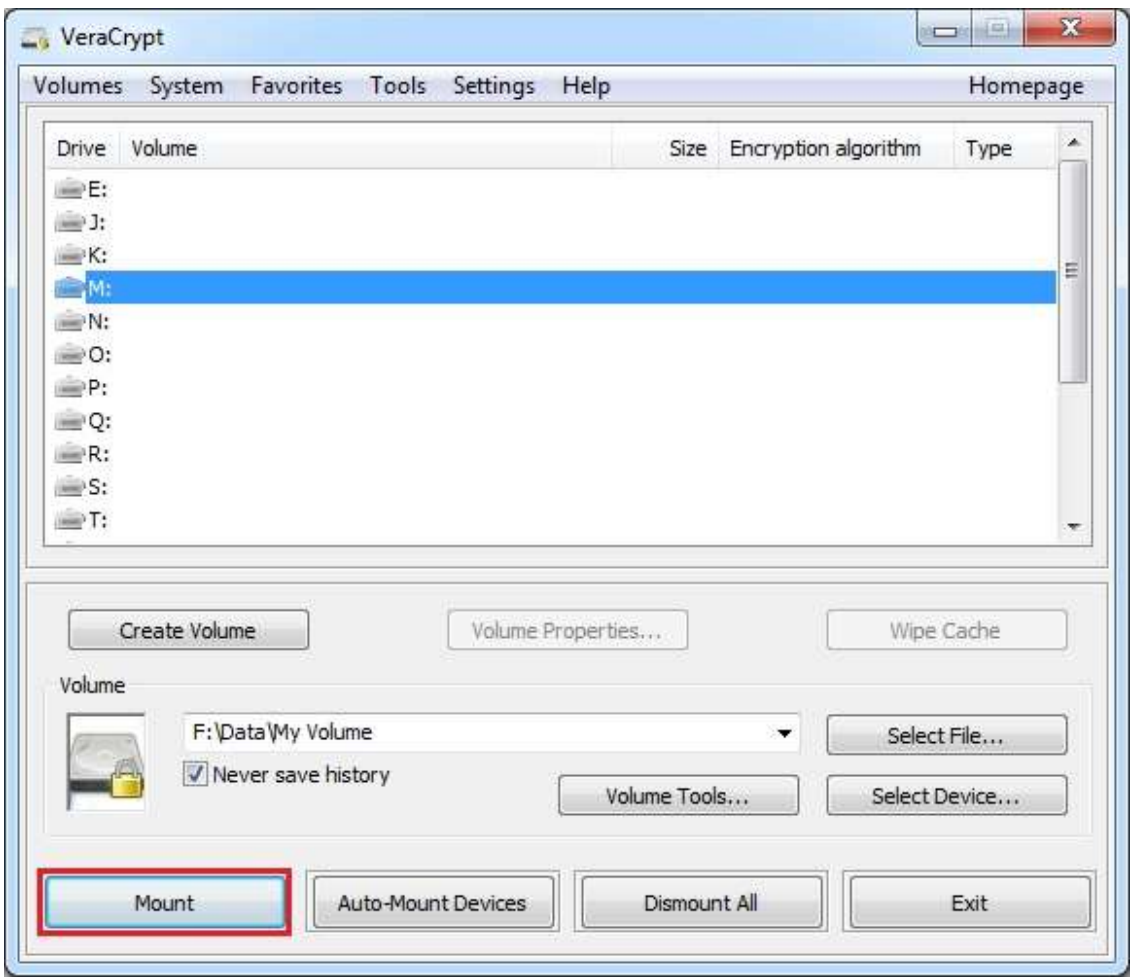 VeraCrypt
Volumes System Favorites Tools Settings Help Homepage
Drive Volume Size Encryption algorithm Type
E:
J:
K:
M:
N:
O:
P:
Q:
R:
S:
T:
Create Volume Volume Properties... Wipe Cache
Volume
F:\Data\My Volume Select File...
Never save history
Volume Tools... Select Device...
Mount Auto-Mount Devices Dismount All Exit